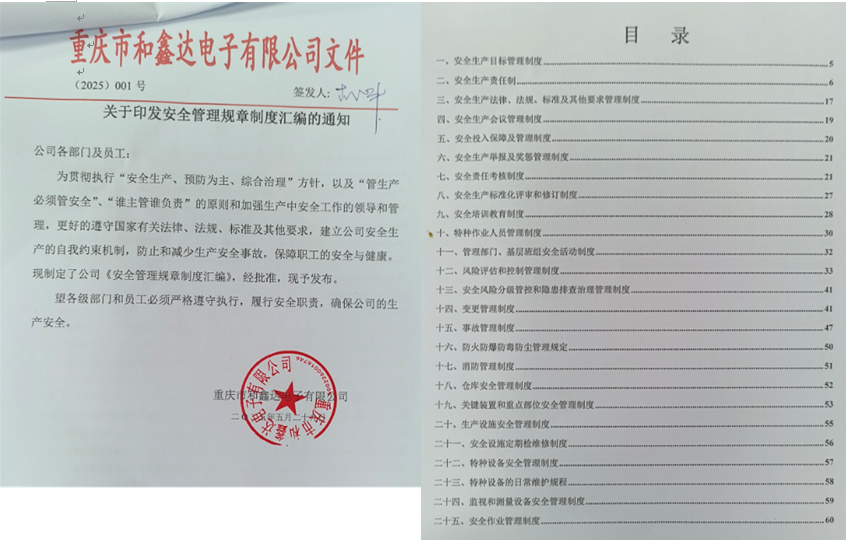 重庆市和鑫达电子有限公司文件
（2025）001 号
签发人：
关于印发安全管理规章制度汇编的通知
公司各部门及员工：
为贯彻执行“安全生产、预防为主、综合治理”方针，以及“管生产
必须管安全”、“谁主管谁负责”的原则和加强生产中安全工作的领导和管
理，更好的遵守国家有关法律、法规、标准及其他要求，建立公司安全生
产的自我约束机制，防止和减少生产安全事故，保障职工的安全与健康。
现制定了公司《安全管理规章制度汇编》，经批准，现予发布。
望各级部门和员工必须严格遵守执行，履行安全职责，确保公司的生
产安全。
重庆市和鑫达电子有限公司
重庆市和鑫达电子有限公司
目 录
一、安全生产目标管理制度 5
二、安全生产责任制 6
三、安全生产法律、法规、标准及其他要求管理制度 17
四、安全生产会议管理制度 19
五、安全投入保障及管理制度 20
六、安全生产举报及奖惩管理制度 21
七、安全责任考核制度 21
八、安全生产标准化评审和修订制度 27
九、安全培训教育制度 28
十、特种作业人员管理制度 30
十一、管理部门、基层班组安全活动制度 32
十二、风险评估和控制管理制度 33
十三、安全风险分级管控和隐患排查治理管理制度 41
十四、变更管理制度 41
十五、事故管理制度 47
十六、防火防爆防毒防尘管理规定 50
十七、消防管理制度 51
十八、仓库安全管理制度 52
十九、关键装置和重点部位安全管理制度 53
二十、生产设施安全管理制度 55
二十一、安全设施定期检维修制度 56
二十二、特种设备安全管理制度 57
二十三、特种设备的日常维护规程 58
二十四、监视和测量设备安全管理制度 59
二十五、安全作业管理制度 60